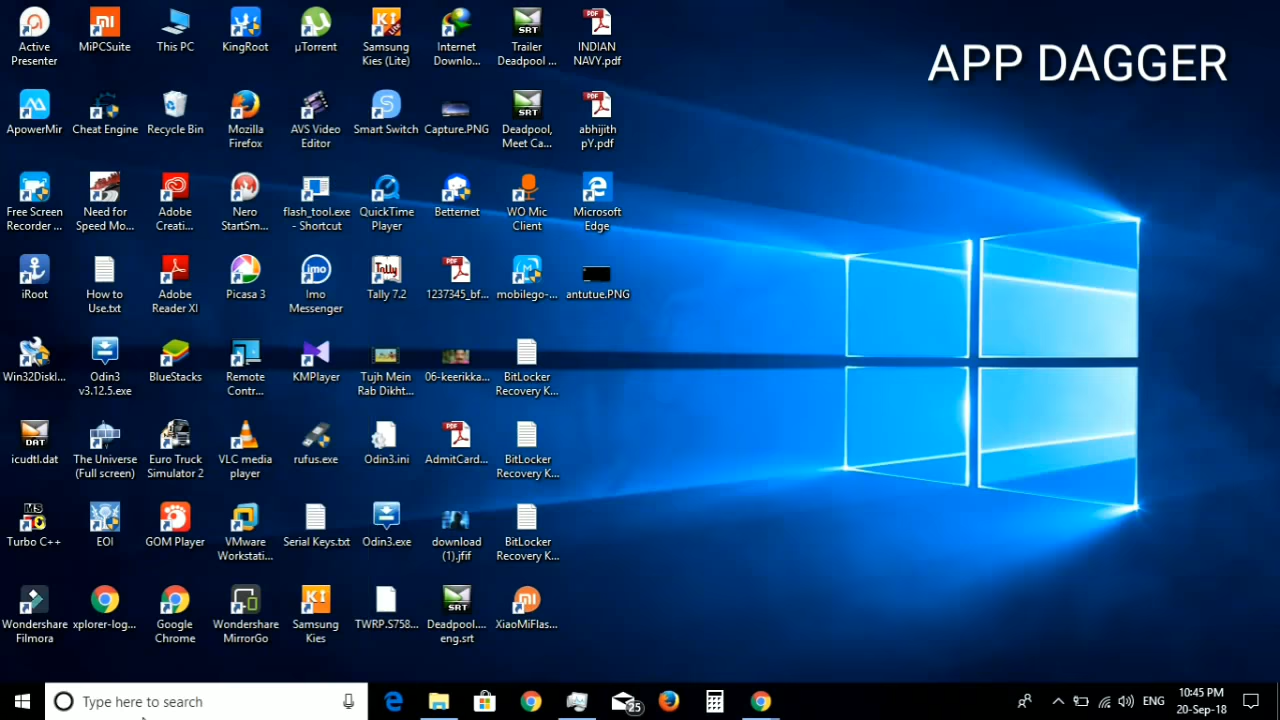 APP DAGGER
Active
Presenter
MiPCSuite
This PC
KingRoot
µTorrent
Samsung
Kies (Lite)
Internet
Downlo...
Trailer
Deadpool ...
INDIAN
NAVY.pdf
ApowerMir
Cheat Engine
Recycle Bin
Mozilla
Firefox
AVS Video
Editor
Smart Switch
Capture.PNG
Deadpool,
Meet Ca...
abhijith
pY.pdf
Free Screen
Recorder ...
Need for
Speed Mo...
Adobe
Creati...
Nero
StartSm...
flash_tool.exe
- Shortcut
QuickTime
Player
Betternet
WO Mic
Client
Microsoft
Edge
iRoot
How to
Use.txt
Adobe
Reader XI
Picasa 3
Imo
Messenger
Tally 7.2
1237345_bf...
mobilego-...
antutue.PNG
Win32Diskl...
Odin3
v3.12.5.exe
BlueStacks
Remote
Contr...
KMPlayer
Tujh Mein
Rab Dikht...
06-keerikka...
BitLocker
Recovery K...
icudtl.dat
The Universe
(Full screen)
Euro Truck
Simulator 2
VLC media
player
rufus.exe
Odin3.ini
AdmitCard...
BitLocker
Recovery K...
Turbo C++
EOI
GOM Player
VMware
Workstati...
Serial Keys.txt
Odin3.exe
download
(1).jfif
BitLocker
Recovery K...
Wondershare
Filmora
xplorer-log...
Google
Chrome
Wondershare
MirrorGo
Samsung
Kies
TWRP.S758...
Deadpool....
eng.srt
XiaoMiFlas...
Type here to search
25
ENG
10:45 PM
20-Sep-18